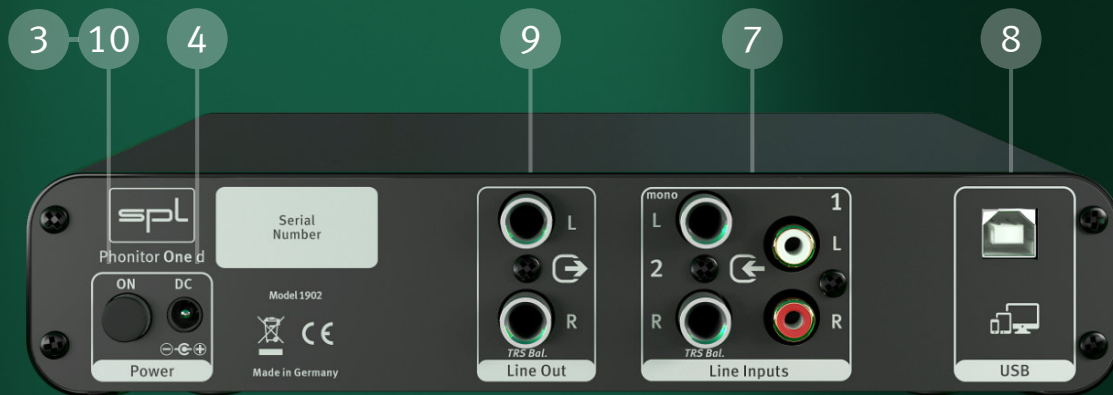 3 10 4 9 7 8
spl
Phonitor One d
ON DC
Power
Serial
Number
Model 1902
CE
Made in Germany
L
R
TRS Bal.
Line Out
mono
L
2
R
TRS Bal.
1
L
R
Line Inputs
USB